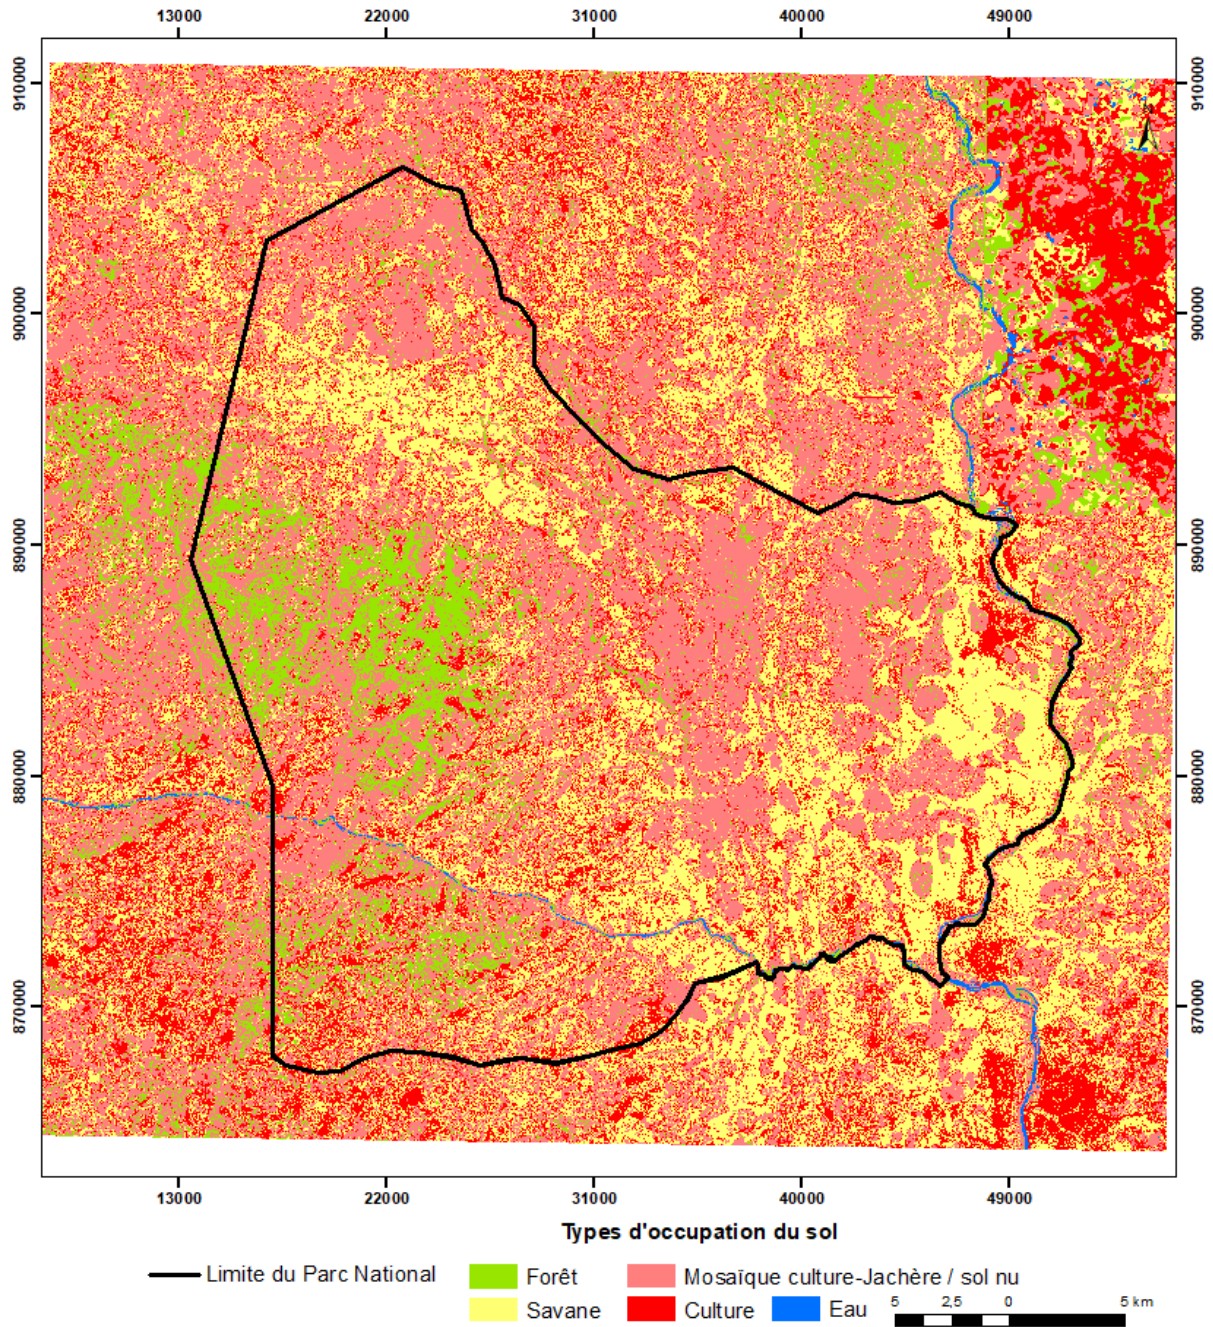 13000 22000 31000 40000 49000
910000 910000
900000 900000
890000 890000
880000 880000
870000 870000
13000 22000 31000 40000 49000
Types d'occupation du sol
Limite du Parc National
Forêt
Mosaïque culture-Jachère / sol nu
Savane
Culture
Eau
5 2,5 0 5 km